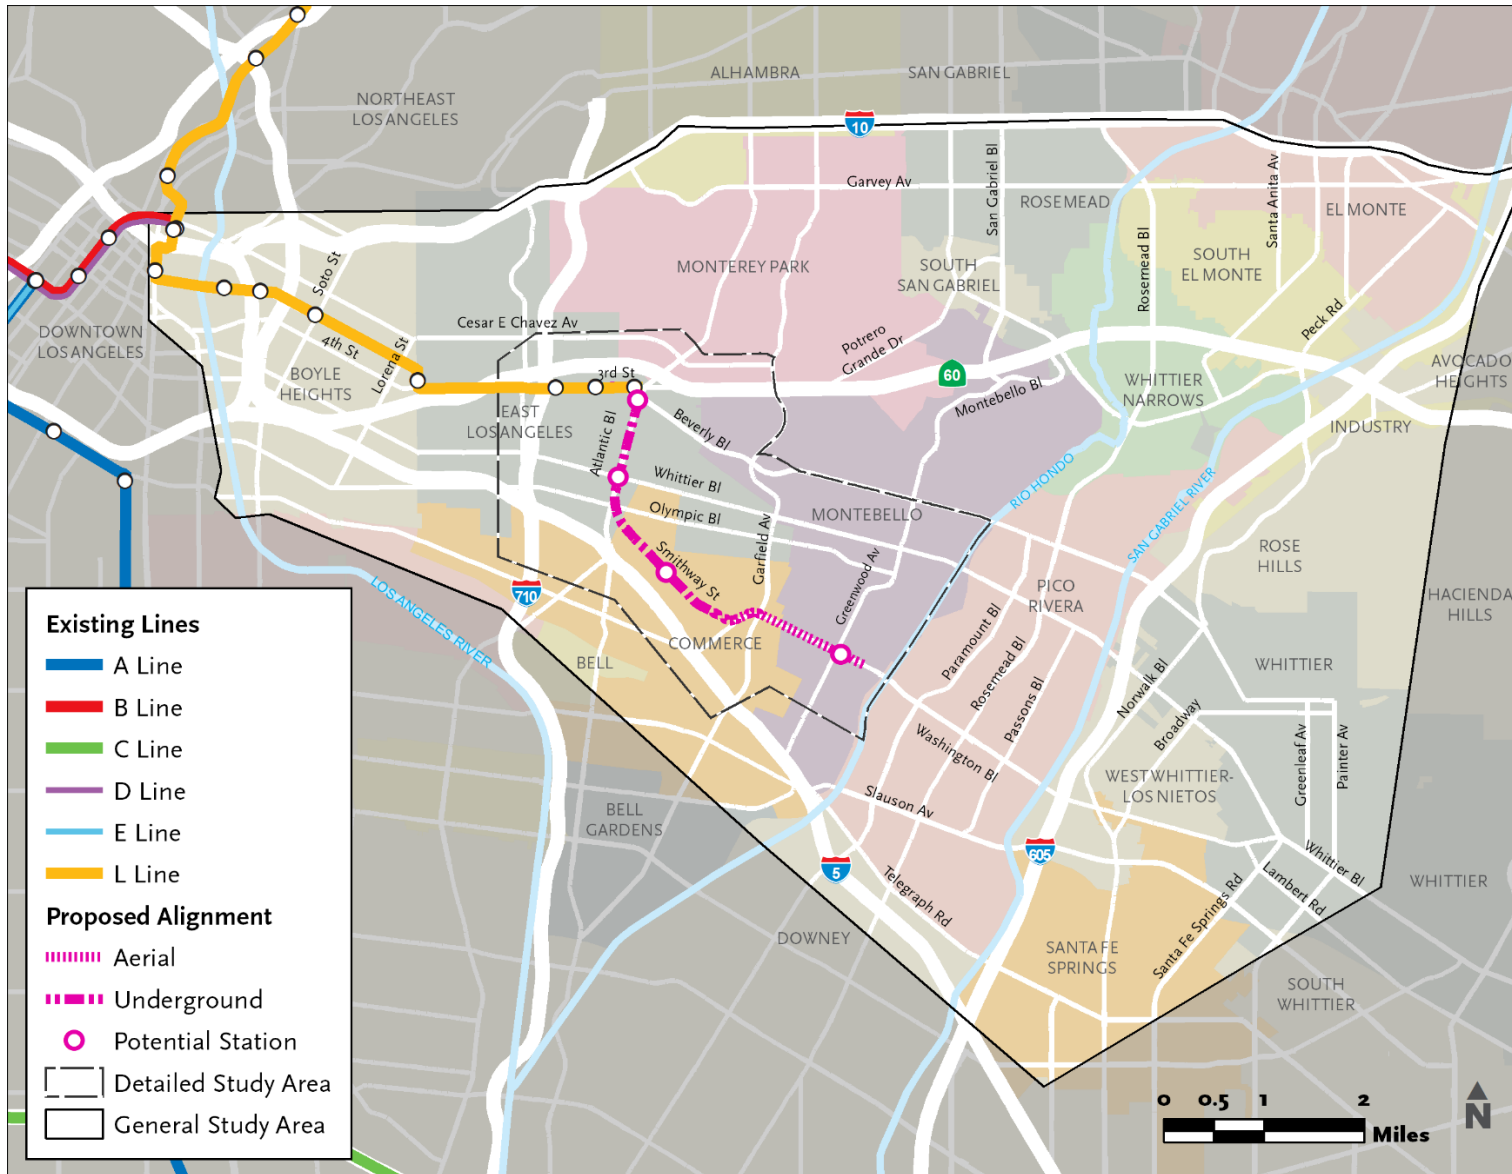 ALHAMBRA
SAN GABRIEL
NORTHEAST
LOS ANGELES
10
Garvey Av
San Gabriel Bl
ROSEMEAD
Santa Anita Av
EL MONTE
Rosemead Bl
SOUTH
EL MONTE
MONTEREY PARK
SOUTH
SAN GABRIEL
Soto St
Peck Rd
DOWNTOWN
LOS ANGELES
4th St
Lorena St
Cesar E Chavez Av
Potrero
Grande Dr
AVOCADO
HEIGHTS
BOYLE
HEIGHTS
3rd St
60
Montebello Bl
WHITTIER
NARROWS
EAST
LOS ANGELES
Atlantic Bl
Beverly Bl
INDUSTRY
Whittier Bl
Olympic Bl
MONTEBELLO
RIO HONDO
SAN GABRIEL RIVER
Smithway St
Garfield Av
Greenwood Av
ROSE
HILLS
710
LOS ANGELES RIVER
PICO
RIVERA
HACIENDA
HILLS
COMMERCE
BELL
Paramount Bl
Rosemead Bl
Passons Bl
WHITTIER
Norwalk Bl
Broadway
Greenleaf Av
Painter Av
Washington Bl
WEST WHITTIER-
LOS NIETOS
Slauson Av
BELL
GARDENS
605
5
Whittier Bl
Lambert Rd
WHITTIER
Telegraph Rd
Santa Fe Springs Rd
DOWNEY
SANTA FE
SPRINGS
SOUTH
WHITTIER
Existing Lines
A Line
B Line
C Line
D Line
E Line
L Line
Proposed Alignment
Aerial
Underground
Potential Station
Detailed Study Area
General Study Area
0 0.5 1 2
Miles
N